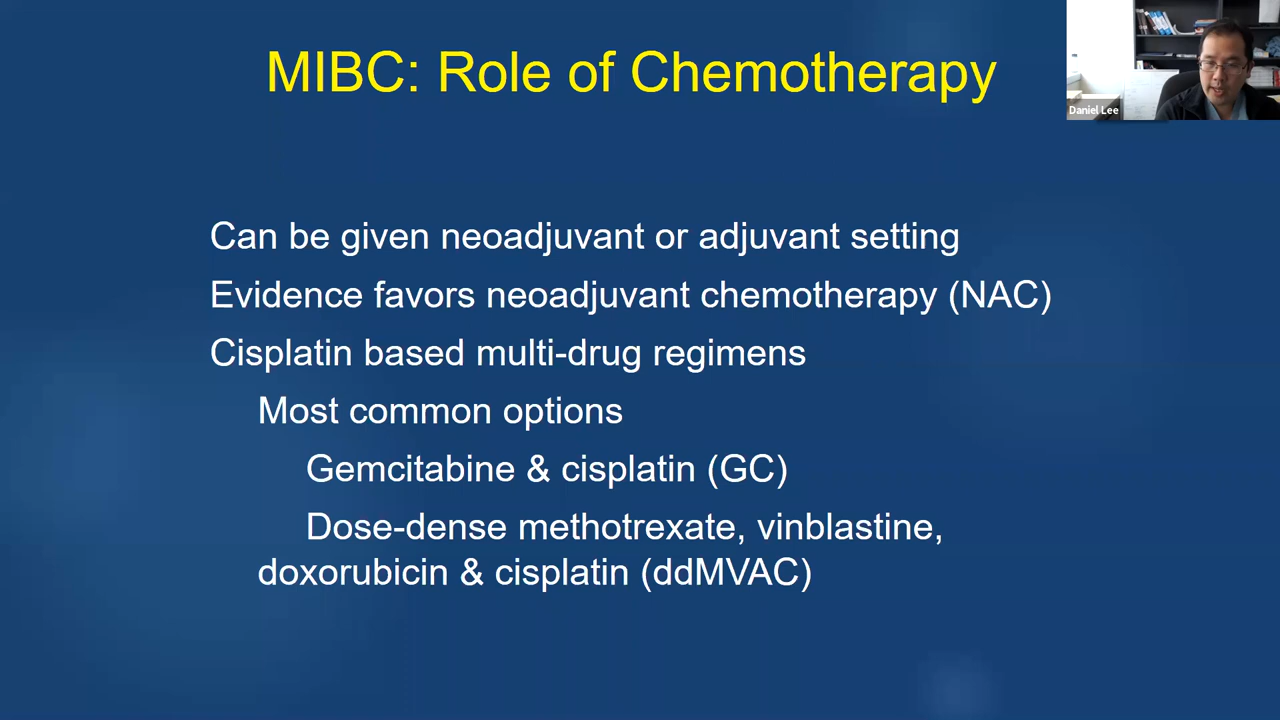 MIBC: Role of Chemotherapy
Daniel Lee
Can be given neoadjuvant or adjuvant setting
Evidence favors neoadjuvant chemotherapy (NAC)
Cisplatin based multi-drug regimens
Most common options
Gemcitabine & cisplatin (GC)
Dose-dense methotrexate, vinblastine,
doxorubicin & cisplatin (ddMVAC)